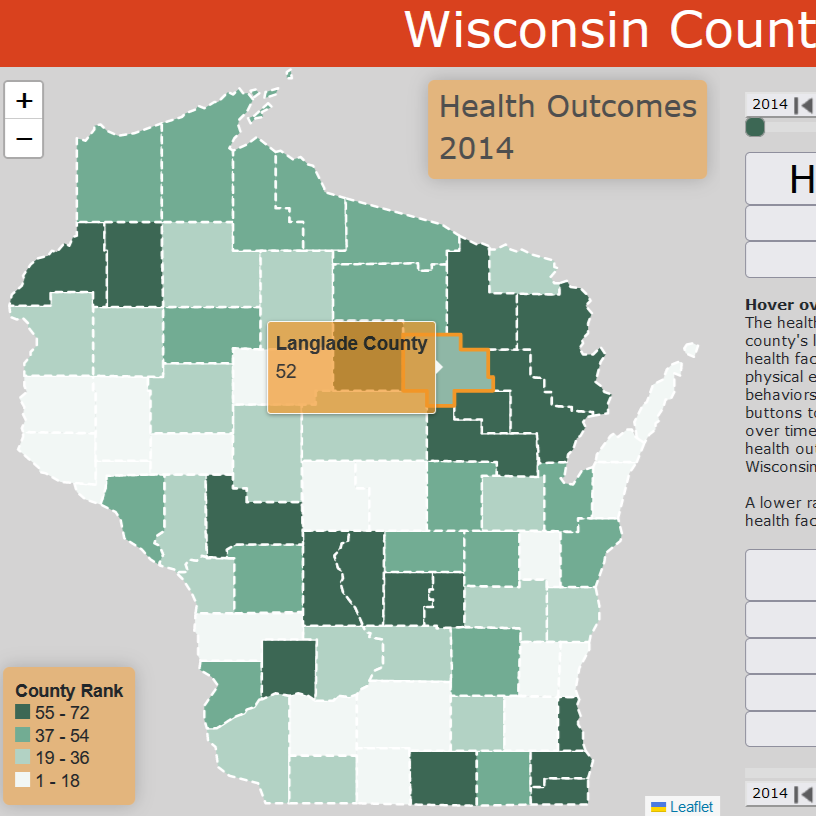 Wisconsin Count
+
−
Health Outcomes
2014
2014
H
Hover ov
The health
county's l
health fac
physical e
behaviors
buttons to
over time
health out
Wisconsin
A lower ra
health fac
Langlade County
52
County Rank
55 - 72
37 - 54
19 - 36
1 - 18
Leaflet
2014